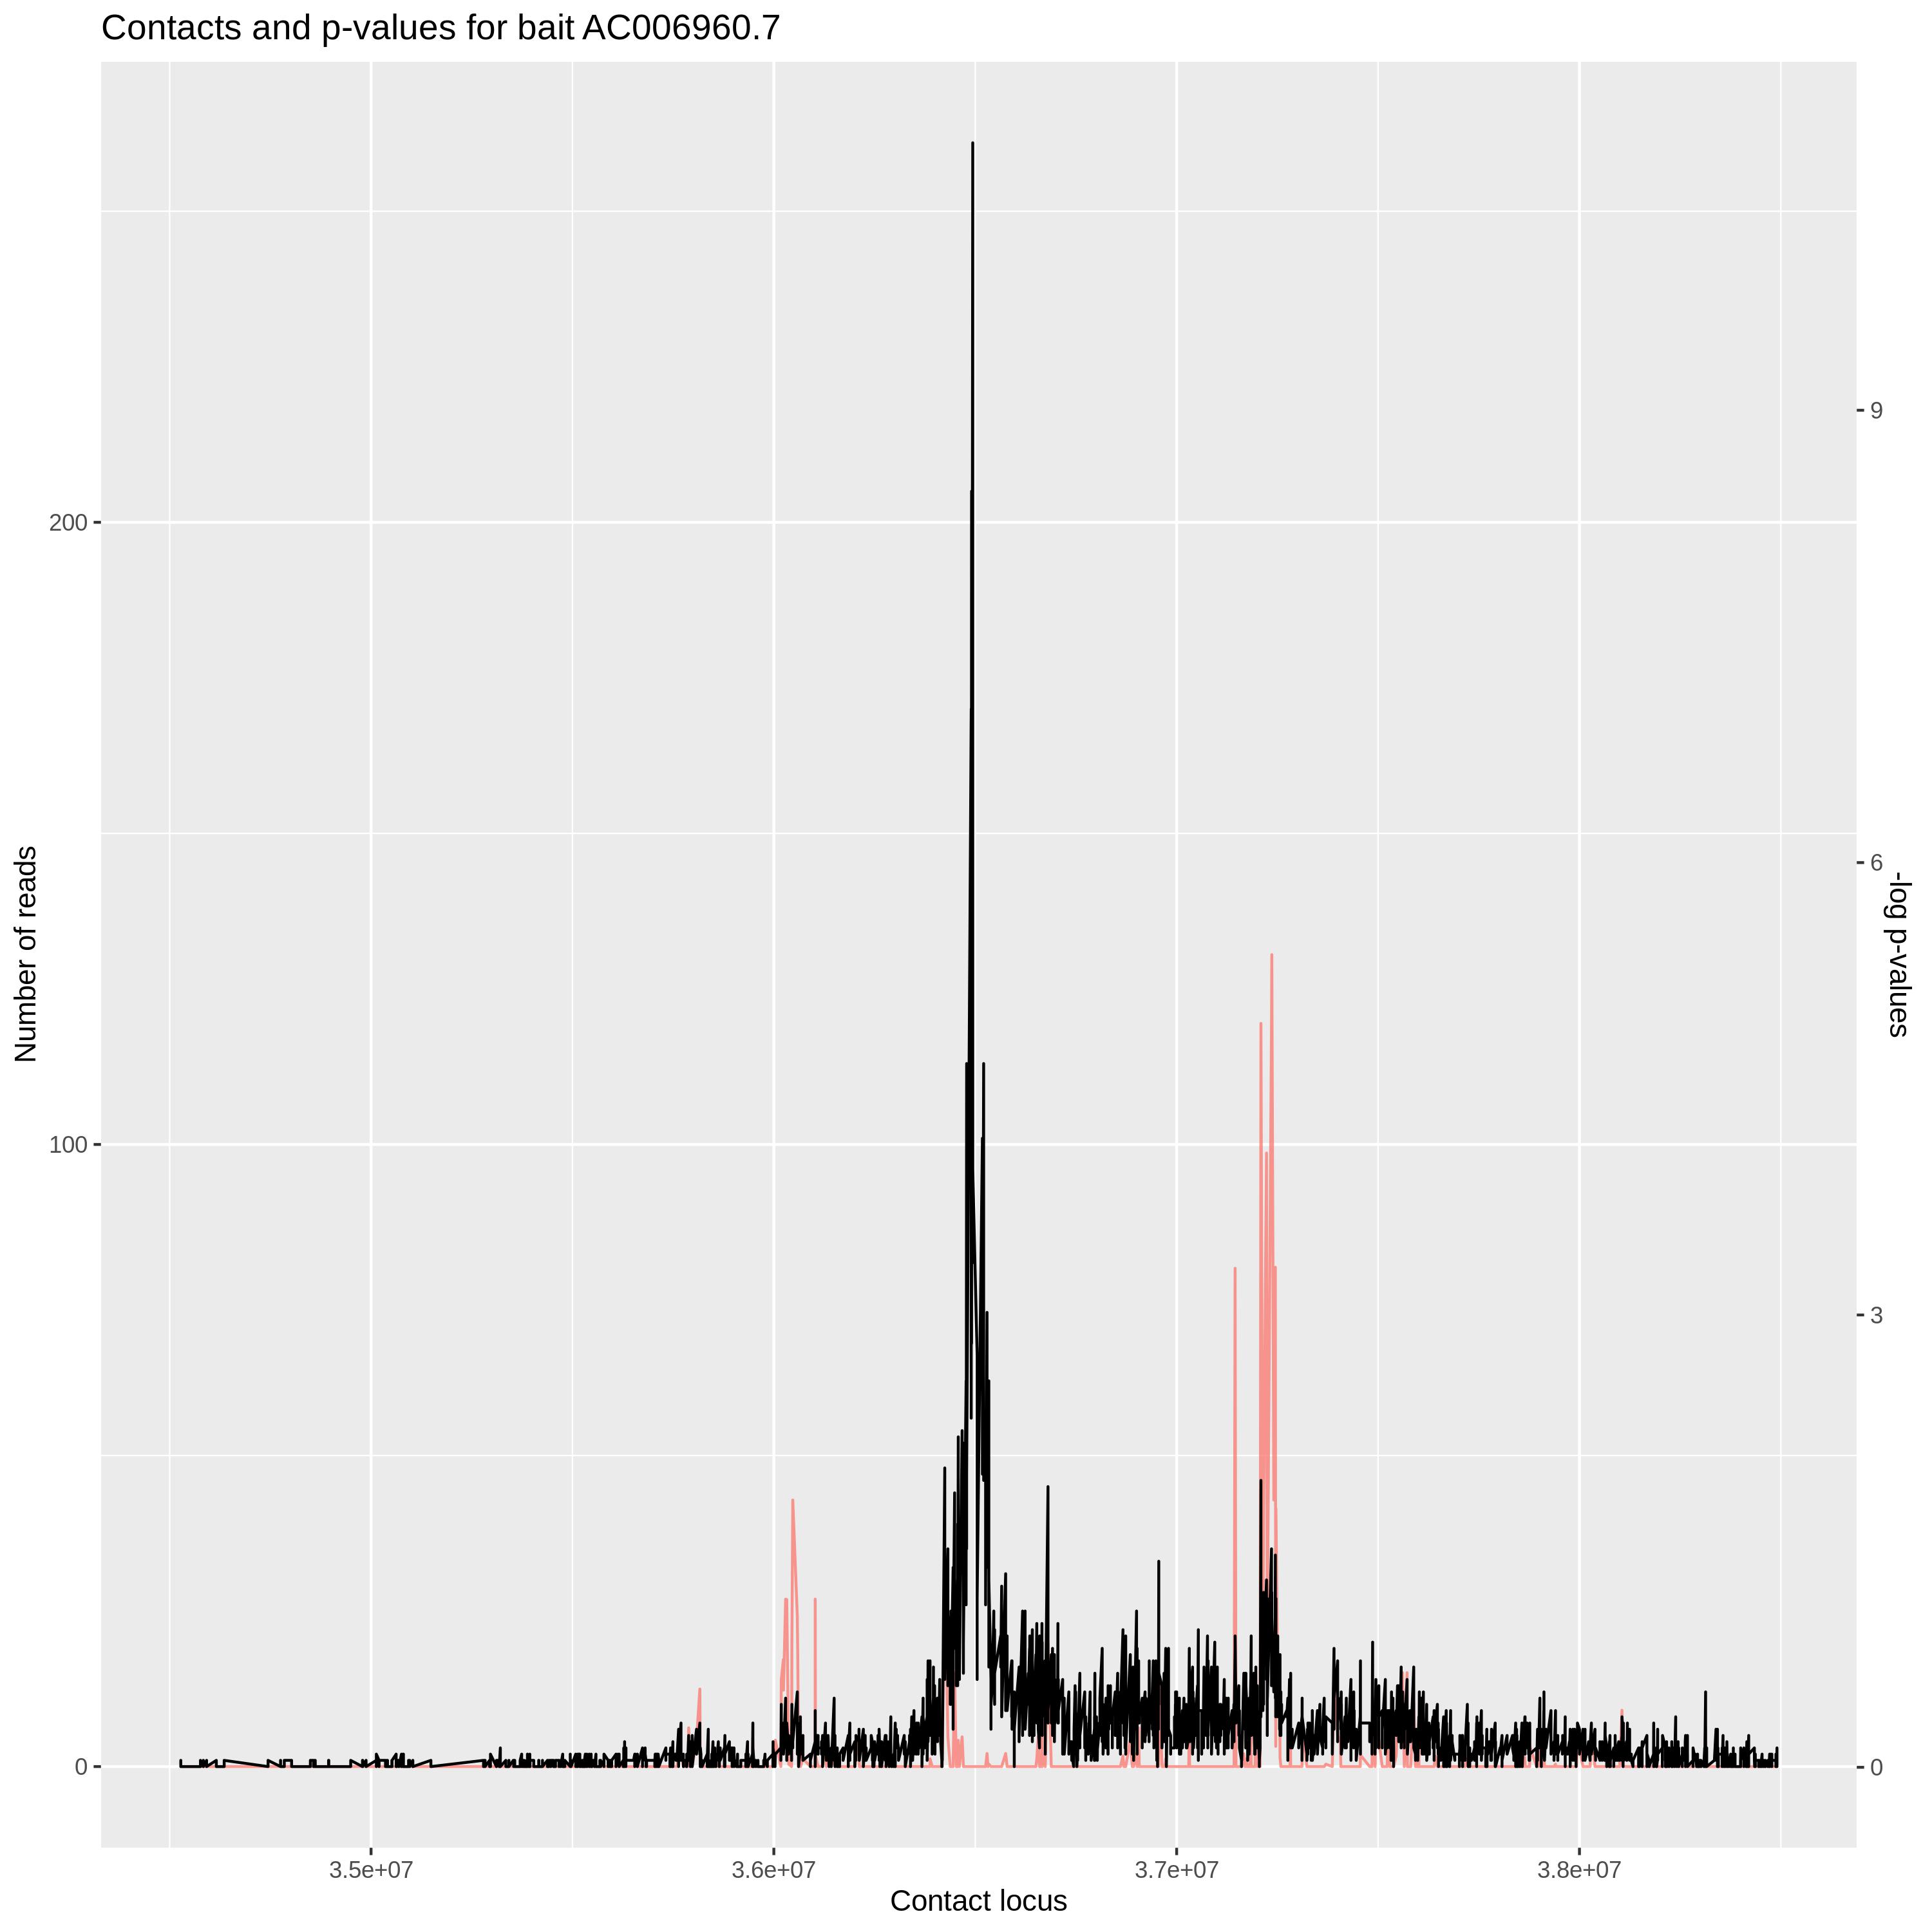 Contacts and p-values for bait AC006960.7
Number of reads
200
100
0
9
6
3
0
-log p-values
3.5e+07
3.6e+07
3.7e+07
3.8e+07
Contact locus